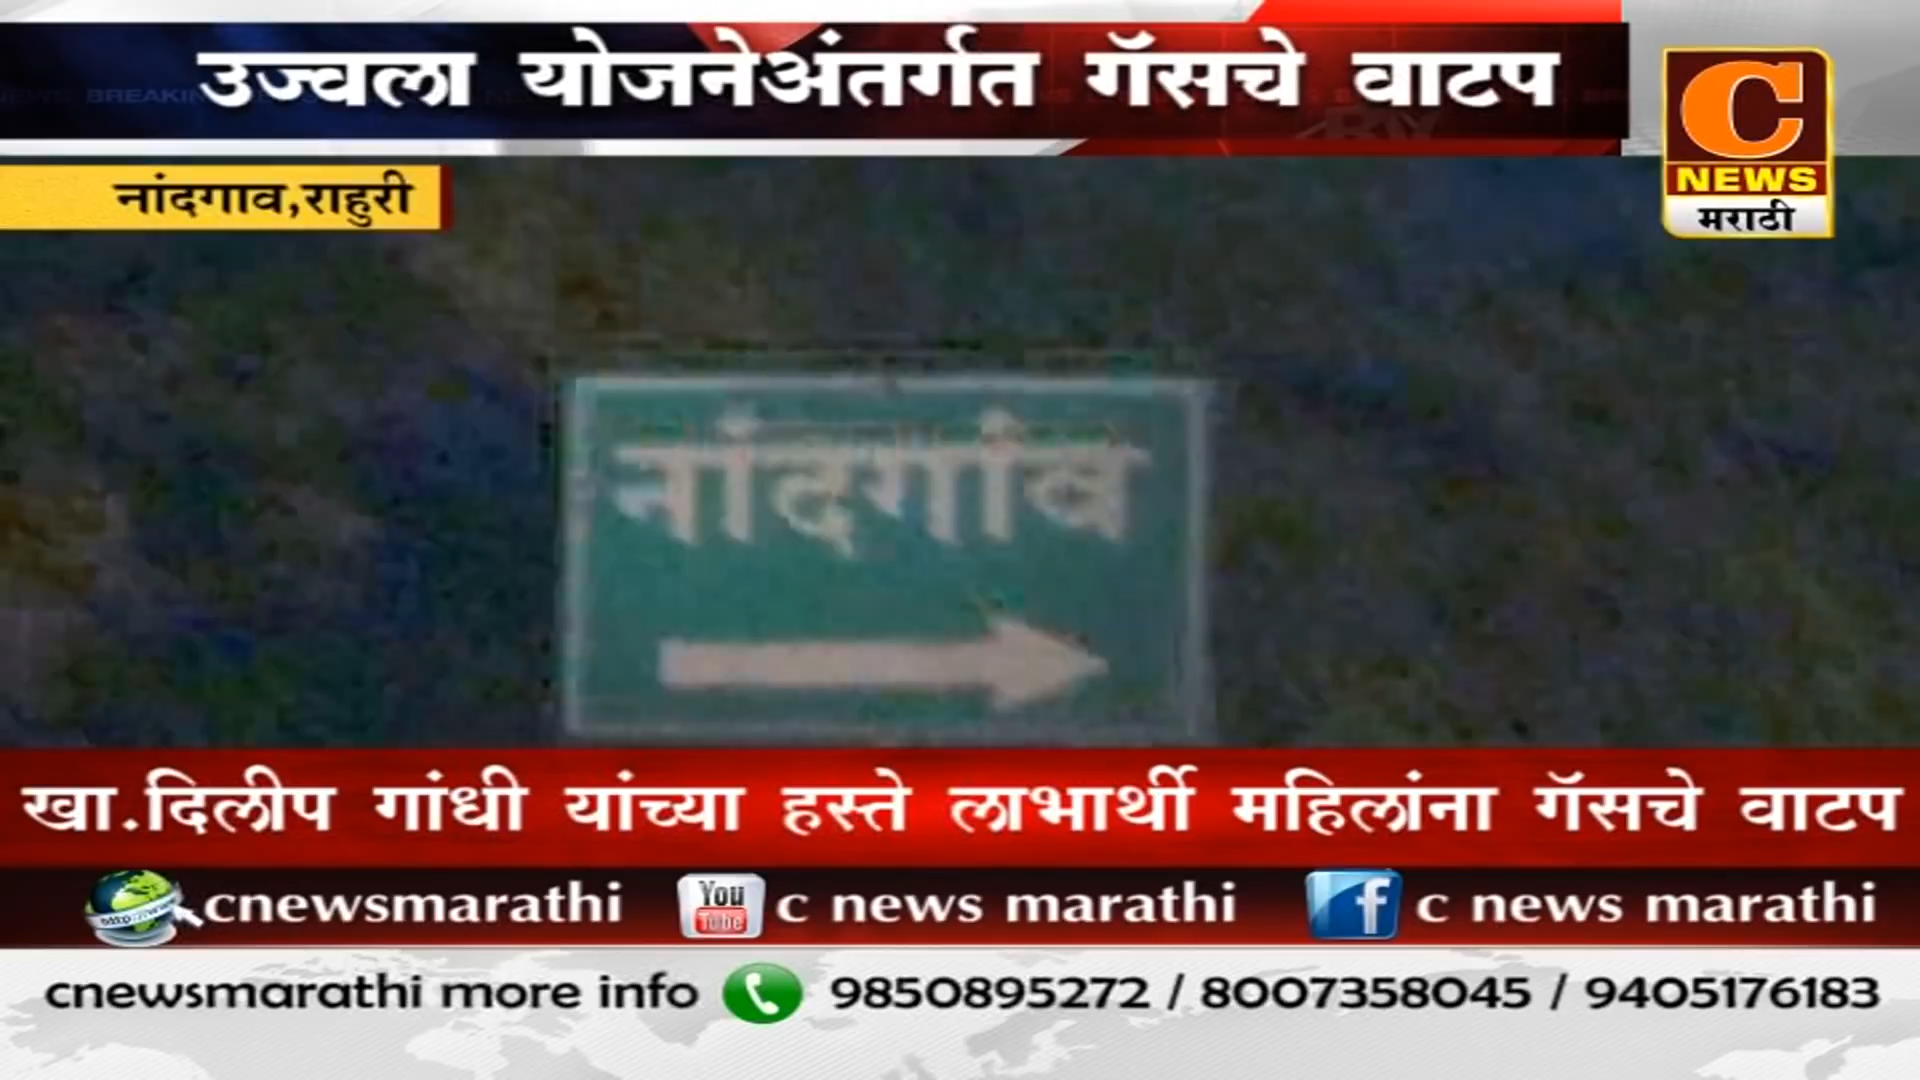 उज्वला योजनेअंतर्गत गॅसचे वाटप
C
NEWS
मराठी
नांदगाव,राहुरी
नांदगांव
खा.दिलीप गांधी यांच्या हस्ते लाभार्थी महिलांना गॅसचे वाटप
cnewsmarathi You Tube c news marathi f c news marathi
cnewsmarathi more info 9850895272 / 8007358045 / 9405176183